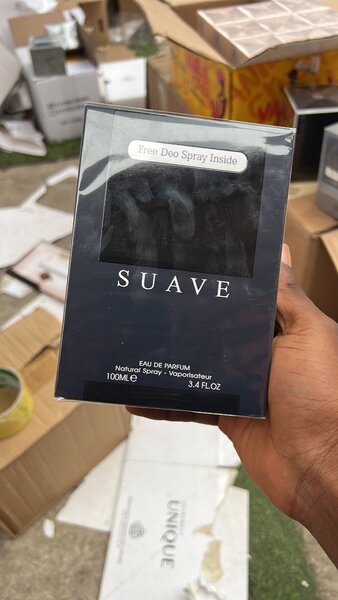 Free Deo Spray Inside
SUAVE
EAU DE PARFUM
Natural Spray - Vaporisateur
100ML℮ 3.4 FL.OZ
UNIQUE